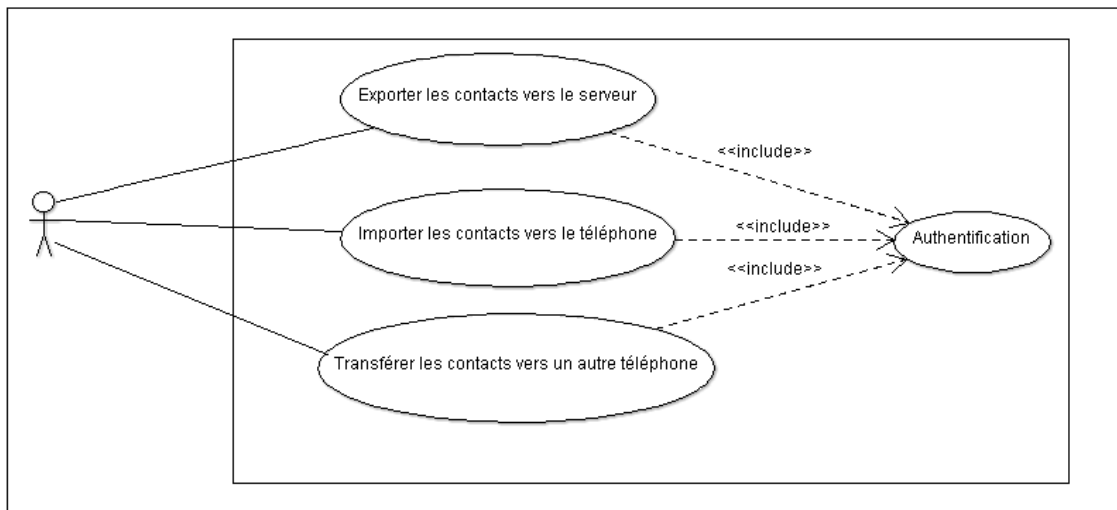 Exporter les contacts vers le serveur
<<include>>
Importer les contacts vers le téléphone
<<include>>
Authentification
<<include>>
Transférer les contacts vers un autre téléphone